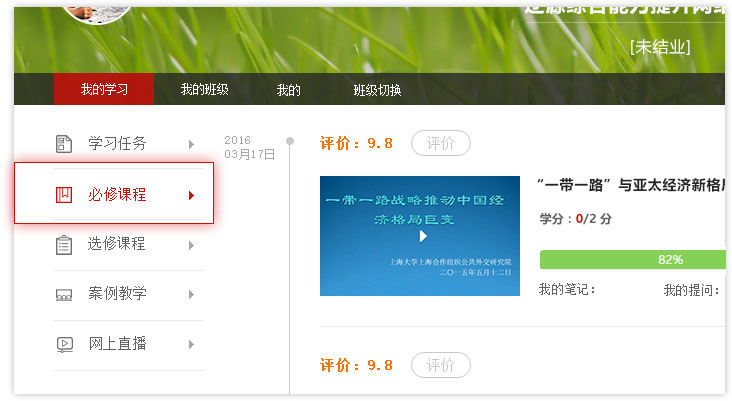 [未结业]
我的学习 我的班级 我的 班级切换
学习任务
必修课程
选修课程
案例教学
网上直播
2016
03月17日
评价：9.8 评价
一带一路战略推动中国经
济格局巨变
上海大学上海合作组织公共外交研究院
二〇一五年五月十二日
“一带一路”与亚太经济新格
学分：0/2 分
82%
我的笔记： 我的提问：
评价：9.8 评价